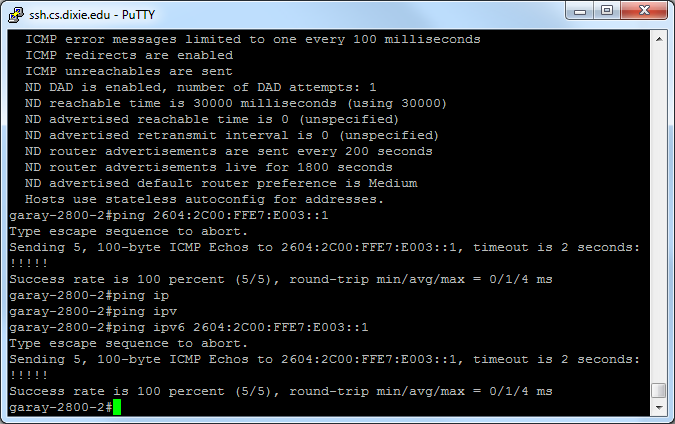 ssh.cs.dixie.edu - PuTTY
ICMP error messages limited to one every 100 milliseconds
ICMP redirects are enabled
ICMP unreachables are sent
ND DAD is enabled, number of DAD attempts: 1
ND reachable time is 30000 milliseconds (using 30000)
ND advertised reachable time is 0 (unspecified)
ND advertised retransmit interval is 0 (unspecified)
ND router advertisements are sent every 200 seconds
ND router advertisements live for 1800 seconds
ND advertised default router preference is Medium
Hosts use stateless autoconfig for addresses.
garay-2800-2#ping 2604:2C00:FFE7:E003::1
Type escape sequence to abort.
Sending 5, 100-byte ICMP Echos to 2604:2C00:FFE7:E003::1, timeout is 2 seconds:
!!!!!
Success rate is 100 percent (5/5), round-trip min/avg/max = 0/1/4 ms
garay-2800-2#ping ip
garay-2800-2#ping ipv
garay-2800-2#ping ipv6 2604:2C00:FFE7:E003::1
Type escape sequence to abort.
Sending 5, 100-byte ICMP Echos to 2604:2C00:FFE7:E003::1, timeout is 2 seconds:
!!!!!
Success rate is 100 percent (5/5), round-trip min/avg/max = 0/1/4 ms
garay-2800-2#